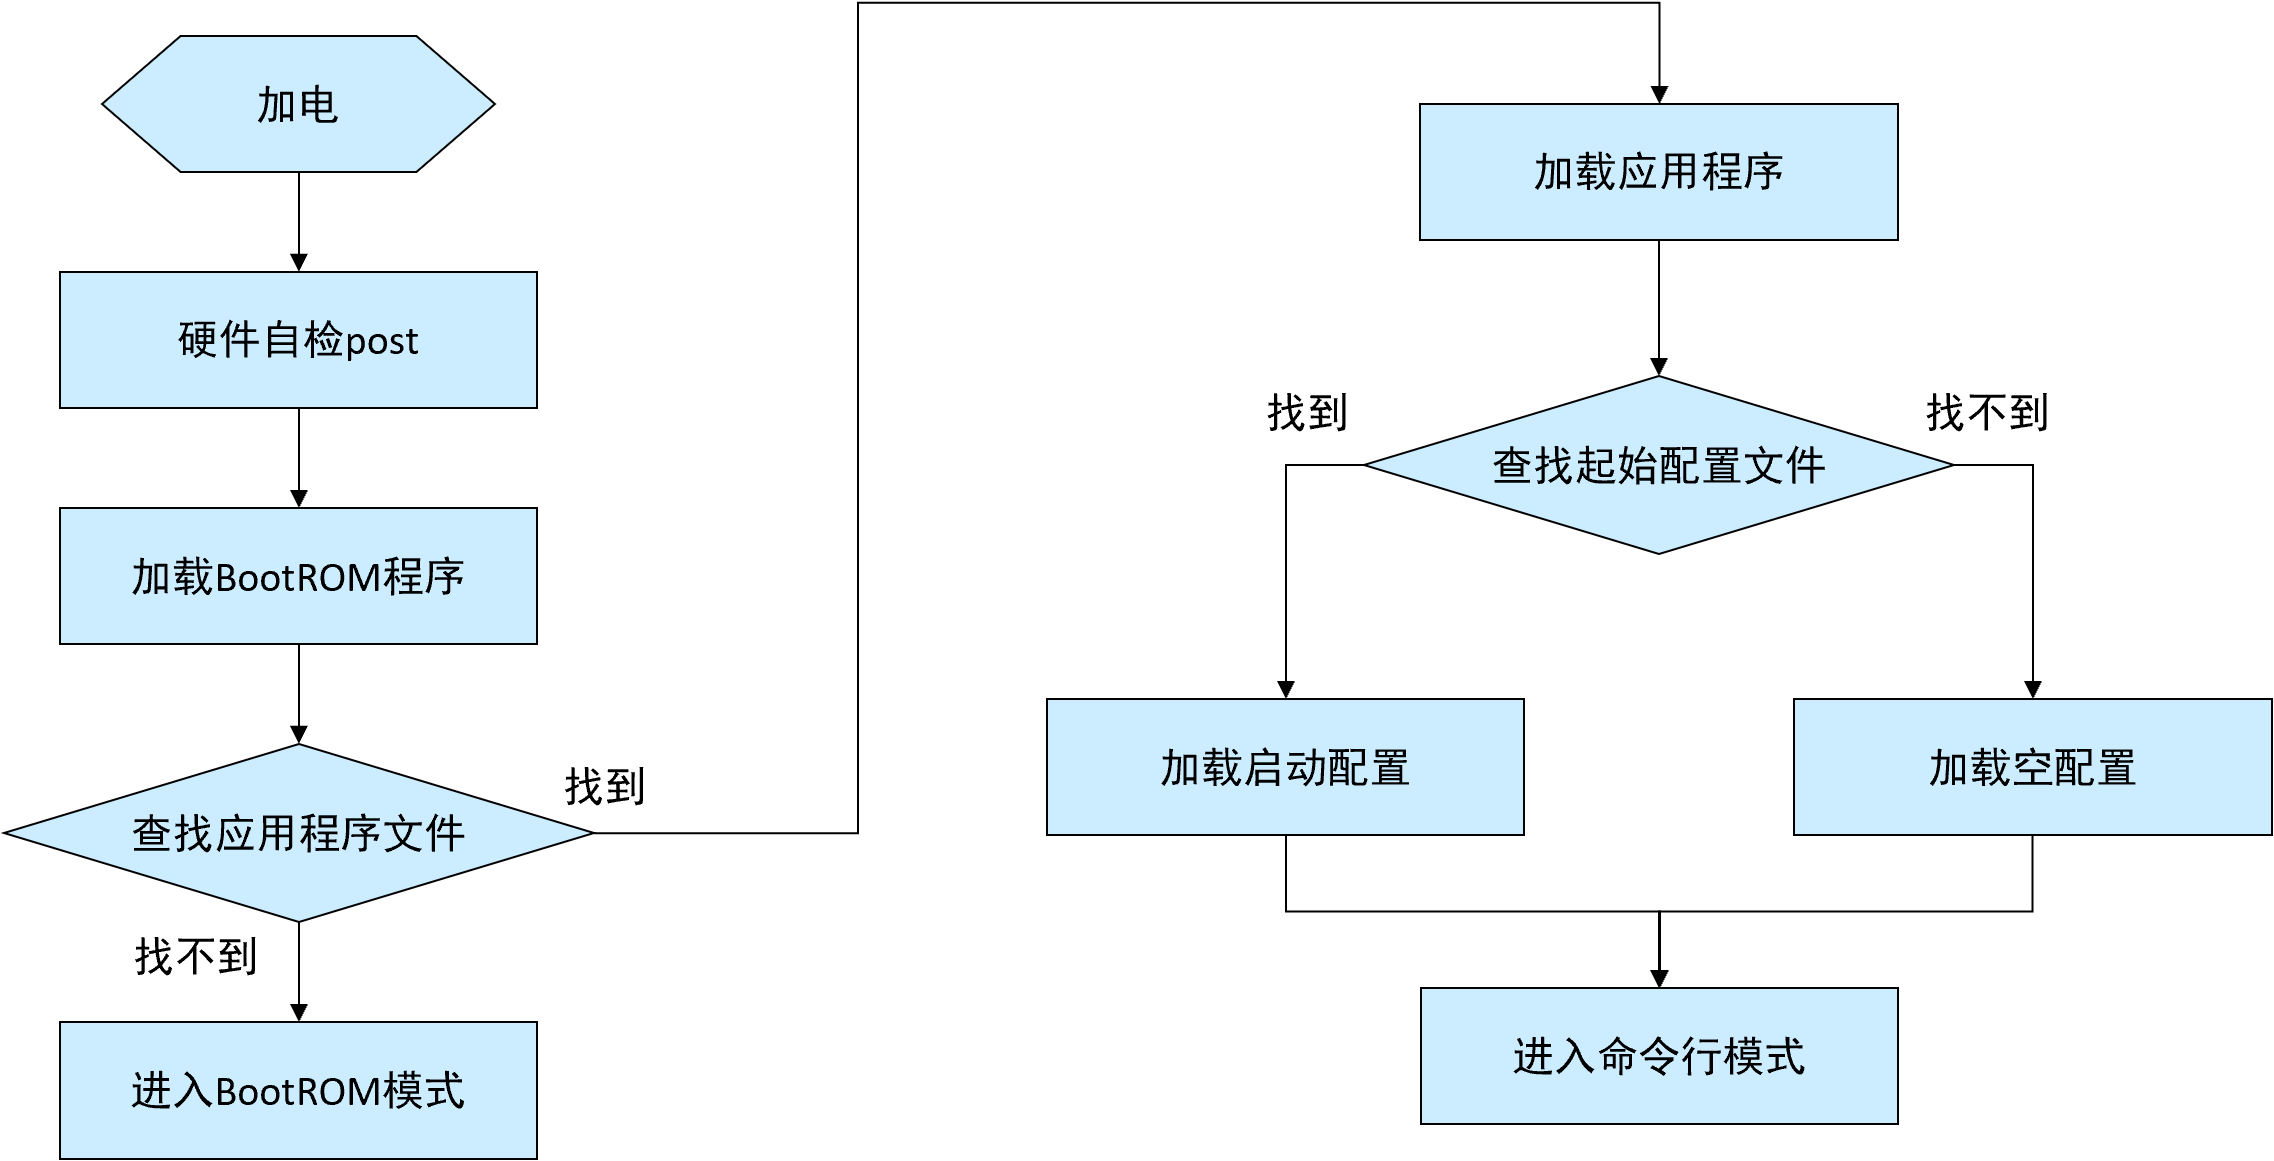 加电
硬件自检post
加载BootROM程序
查找应用程序文件
找到
找不到
进入BootROM模式
加载应用程序
查找起始配置文件
找到
找不到
加载启动配置
加载空配置
进入命令行模式